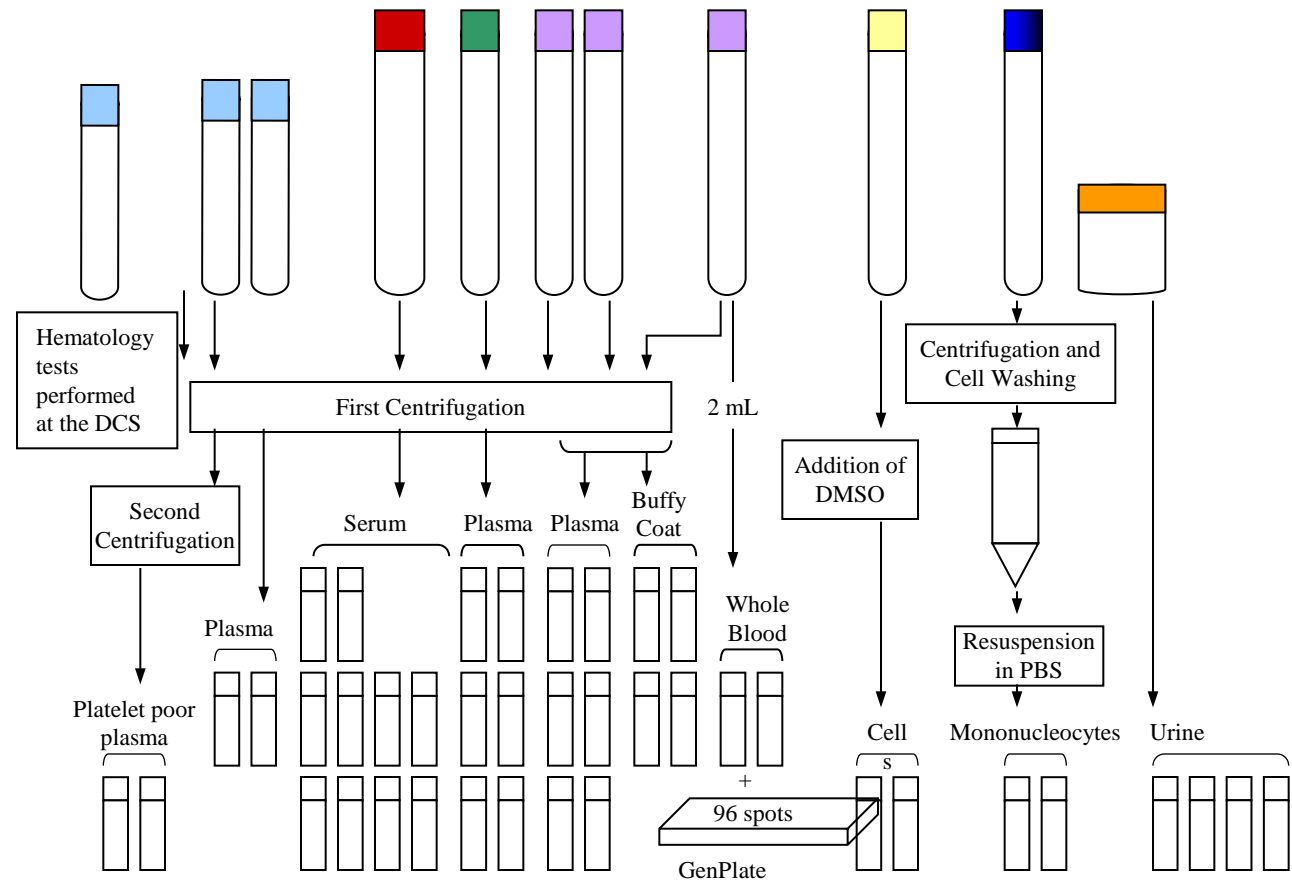 Hematology
tests
performed
at the DCS
First Centrifugation
2 mL
Centrifugation and
Cell Washing
Addition of
DMSO
Second
Centrifugation
Serum
Plasma
Plasma
Buffy
Coat
Plasma
Whole
Blood
Resuspension
in PBS
Platelet poor
plasma
Cell
s
Mononucleocytes
Urine
+
96 spots
GenPlate